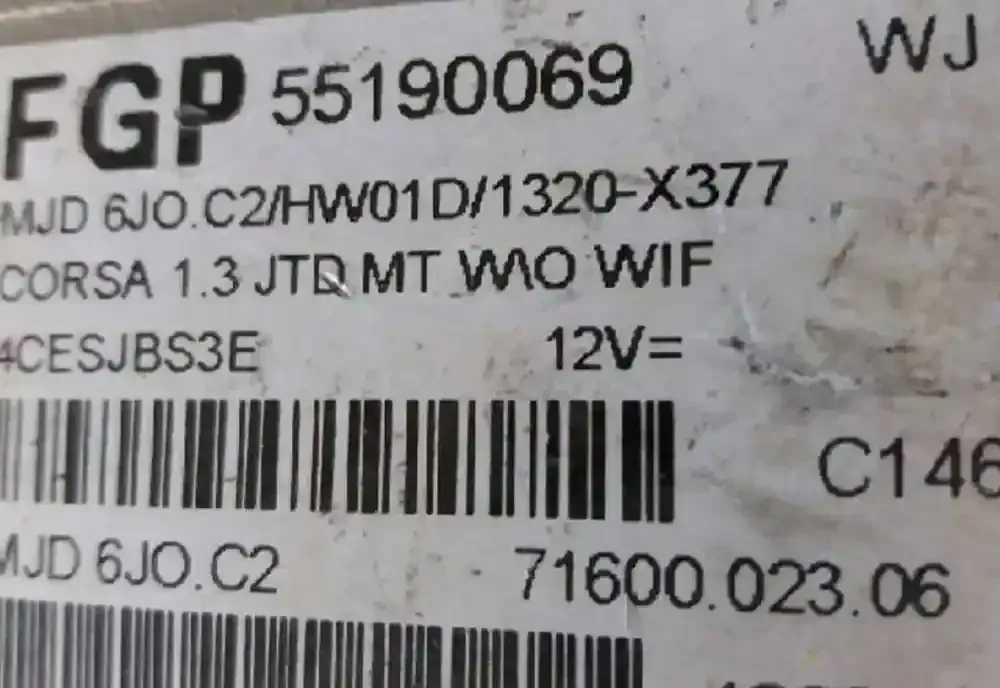 FGP 55190069 WJ
MJD 6JO.C2/HW01D/1320-X377
CORSA 1.3 JTD MT W\O WIF
4CESJBS3E 12V=
C146
MJD 6JO.C2 71600.023.06